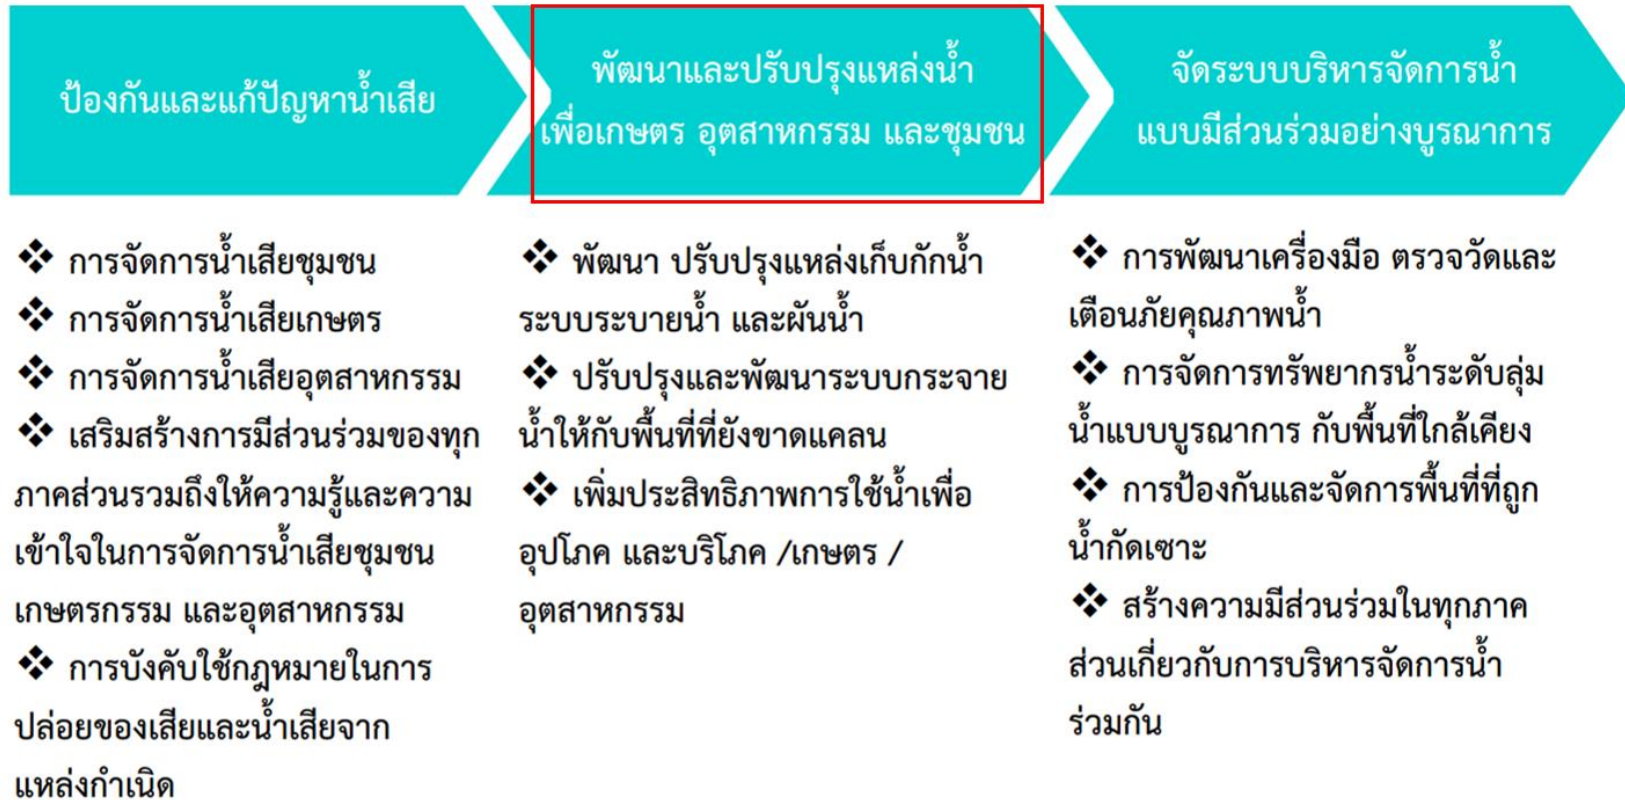 ป้องกันและแก้ปัญหาน้ำเสีย
พัฒนาและปรับปรุงแหล่งน้ำ
เพื่อเกษตร อุตสาหกรรม และชุมชน
จัดระบบบริหารจัดการน้ำ
แบบมีส่วนร่วมอย่างบูรณาการ
❖ การจัดการน้ำเสียชุมชน
❖ การจัดการน้ำเสียเกษตร
❖ การจัดการน้ำเสียอุตสาหกรรม
❖ เสริมสร้างการมีส่วนร่วมของทุก
ภาคส่วนรวมถึงให้ความรู้และความ
เข้าใจในการจัดการน้ำเสียชุมชน
เกษตรกรรม และอุตสาหกรรม
❖ การบังคับใช้กฎหมายในการ
ปล่อยของเสียและน้ำเสียจาก
แหล่งกำเนิด
❖ พัฒนา ปรับปรุงแหล่งเก็บกักน้ำ
ระบบระบายน้ำ และผันน้ำ
❖ ปรับปรุงและพัฒนาระบบกระจาย
น้ำให้กับพื้นที่ที่ยังขาดแคลน
❖ เพิ่มประสิทธิภาพการใช้น้ำเพื่อ
อุปโภค และบริโภค /เกษตร /
อุตสาหกรรม
❖ การพัฒนาเครื่องมือ ตรวจวัดและ
เตือนภัยคุณภาพน้ำ
❖ การจัดการทรัพยากรน้ำระดับลุ่ม
น้ำแบบบูรณาการ กับพื้นที่ใกล้เคียง
❖ การป้องกันและจัดการพื้นที่ที่ถูก
น้ำกัดเซาะ
❖ สร้างความมีส่วนร่วมในทุกภาค
ส่วนเกี่ยวกับการบริหารจัดการน้ำ
ร่วมกัน